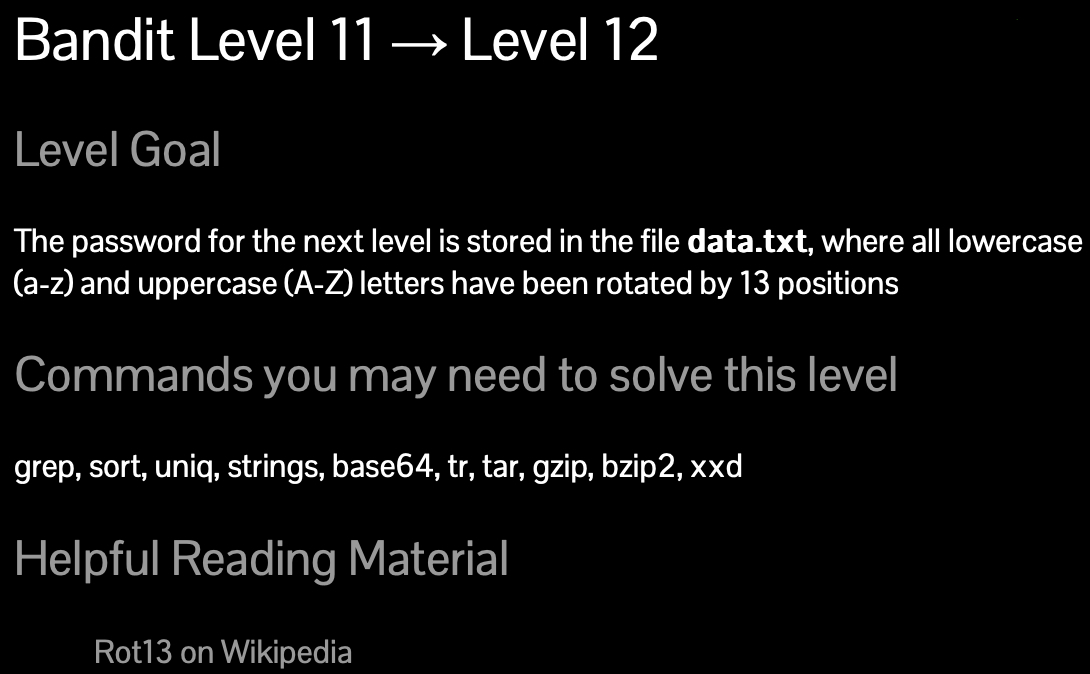 Bandit Level 11 → Level 12
Level Goal
The password for the next level is stored in the file data.txt, where all lowercase
(a-z) and uppercase (A-Z) letters have been rotated by 13 positions
Commands you may need to solve this level
grep, sort, uniq, strings, base64, tr, tar, gzip, bzip2, xxd
Helpful Reading Material
Rot13 on Wikipedia